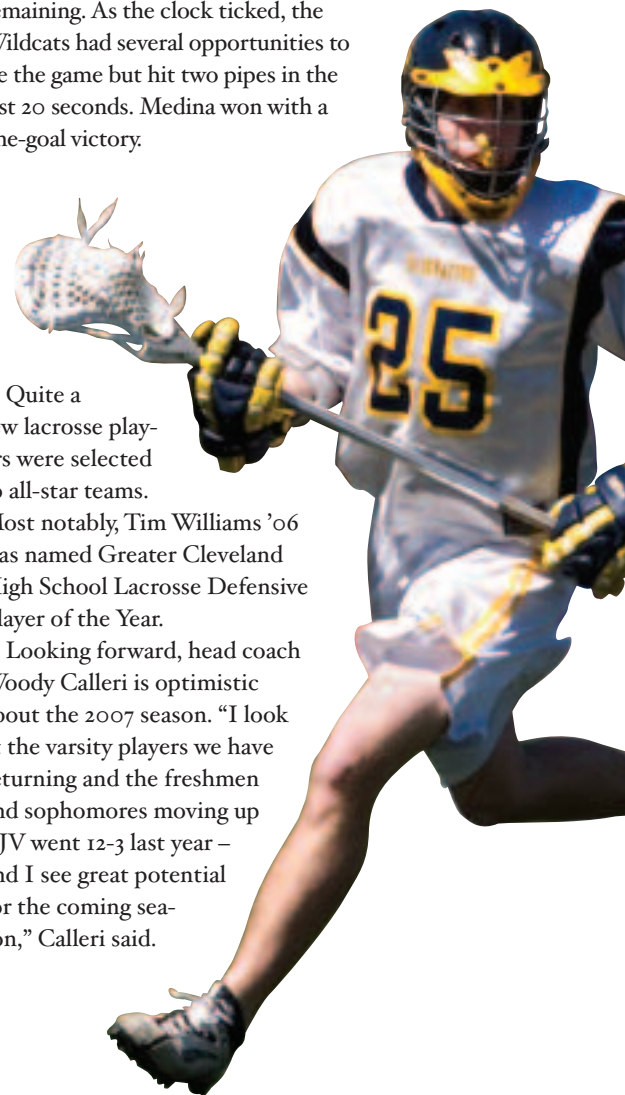 emaining. As the clock ticked, the
Wildcats had several opportunities to
e the game but hit two pipes in the
st 20 seconds. Medina won with a
ne-goal victory.
25
Quite a
w lacrosse play-
rs were selected
o all-star teams.
Most notably, Tim Williams ’06
as named Greater Cleveland
High School Lacrosse Defensive
layer of the Year.
Looking forward, head coach
Woody Calleri is optimistic
bout the 2007 season. “I look
t the varsity players we have
eturning and the freshmen
nd sophomores moving up
JV went 12-3 last year –
nd I see great potential
or the coming sea-
on,” Calleri said.